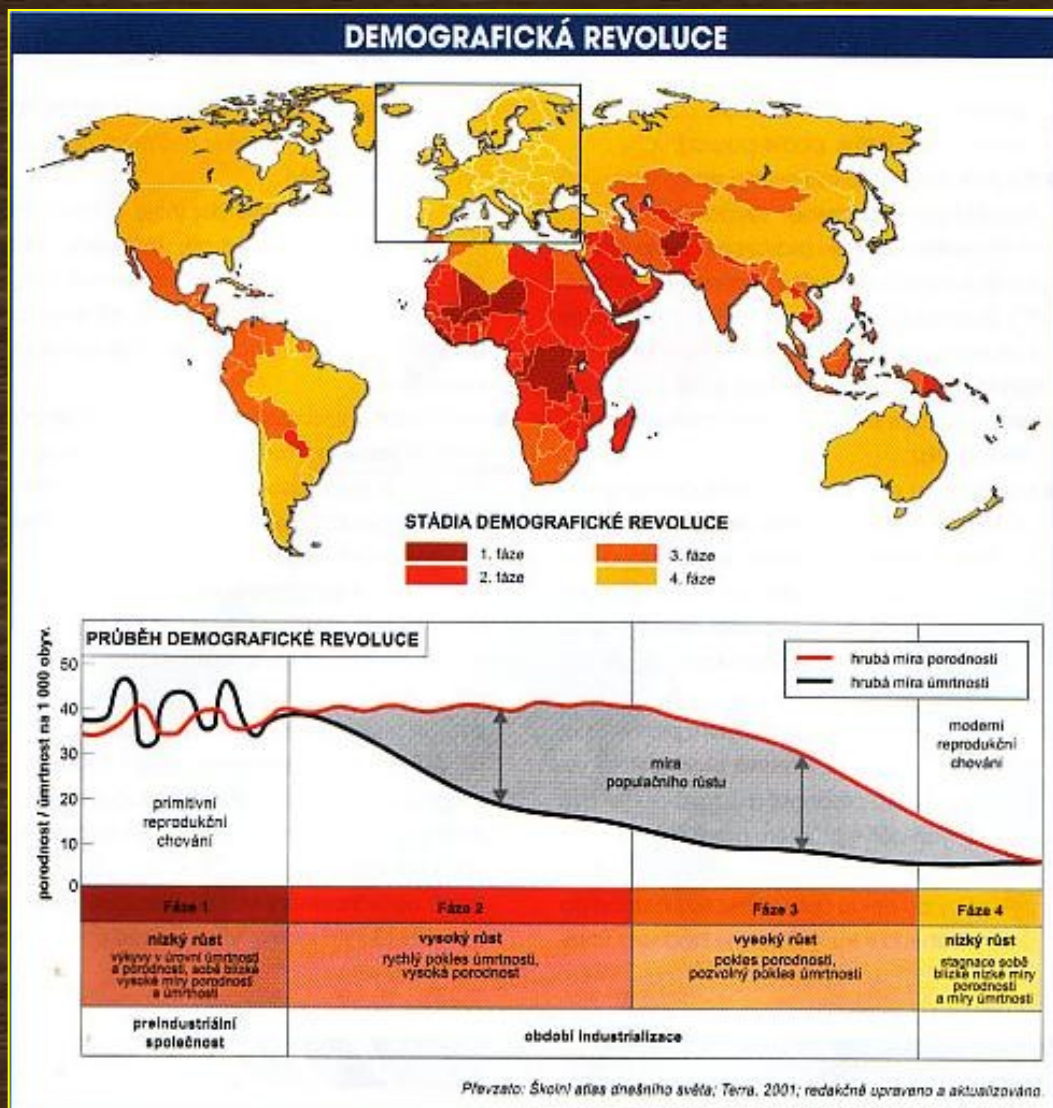 DEMOGRAFICKÁ REVOLUCE
STÁDIA DEMOGRAFICKÉ REVOLUCE
1. fáze
2. fáze
3. fáze
4. fáze
PRŮBĚH DEMOGRAFICKÉ REVOLUCE
porodnost / úmrtnost na 1 000 obyv.
50
40
30
20
10
0
hrubá míra porodnosti
hrubá míra úmrtnosti
primitivní
reprodukční
chování
míra
populačního růstu
moderní
reprodukční
chování
Fáze 1
Fáze 2
Fáze 3
Fáze 4
nízký růst
výkyvy v úrovni úmrtnosti
a porodnosti, sobě blízké
vysoké míry porodnosti
a úmrtnosti
vysoký růst
rychlý pokles úmrtnosti,
vysoká porodnost
vysoký růst
pokles porodnosti,
pozvolný pokles úmrtnosti
nízký růst
stagnace sobě
blízké nízké míry
porodnosti
a míry úmrtnosti
preindustriální
společnost
období industrializace
Převzato: Školní atlas dnešního světa; Terra, 2001; redakčně upraveno a aktualizováno.